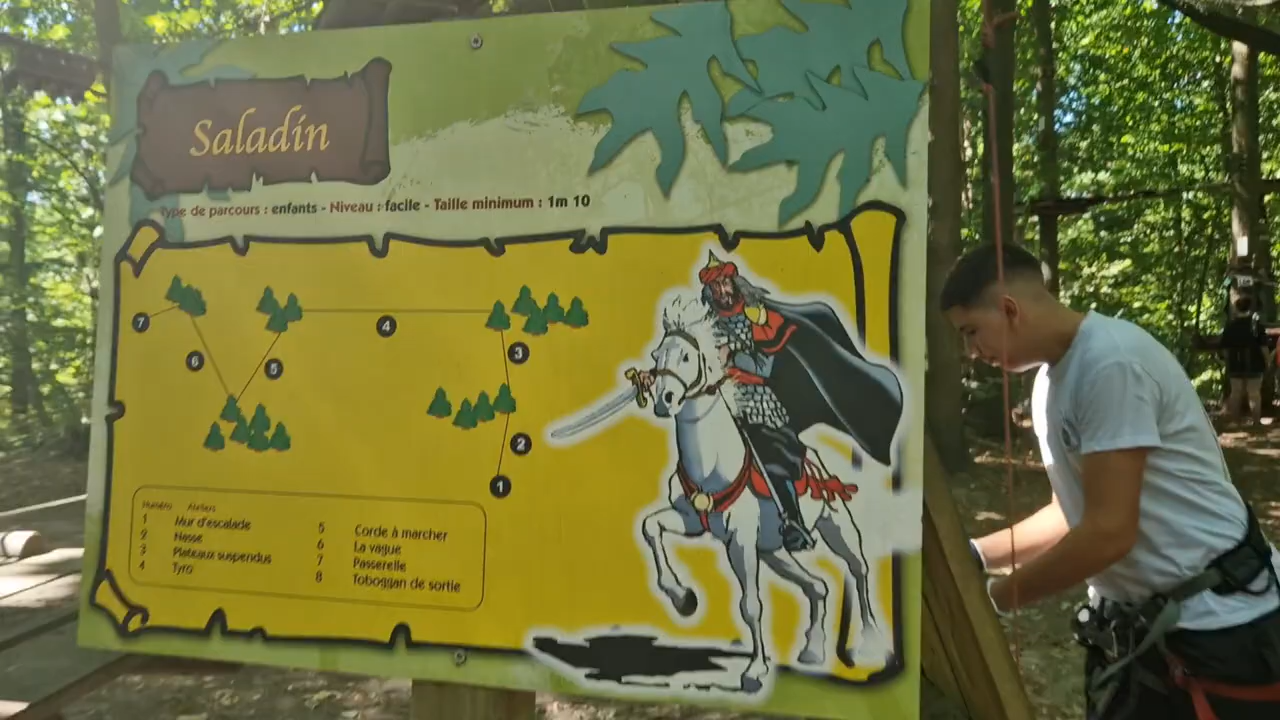 Saladin
Type de parcours : enfants - Niveau : facile - Taille minimum : 1m 10
7
4
3
6
5
2
1
Numéro Ateliers
1 Mur d'escalade
2 Nasse
3 Plateaux suspendus
4 Tyro
5 Corde à marcher
6 La vague
7 Passerelle
8 Toboggan de sortie